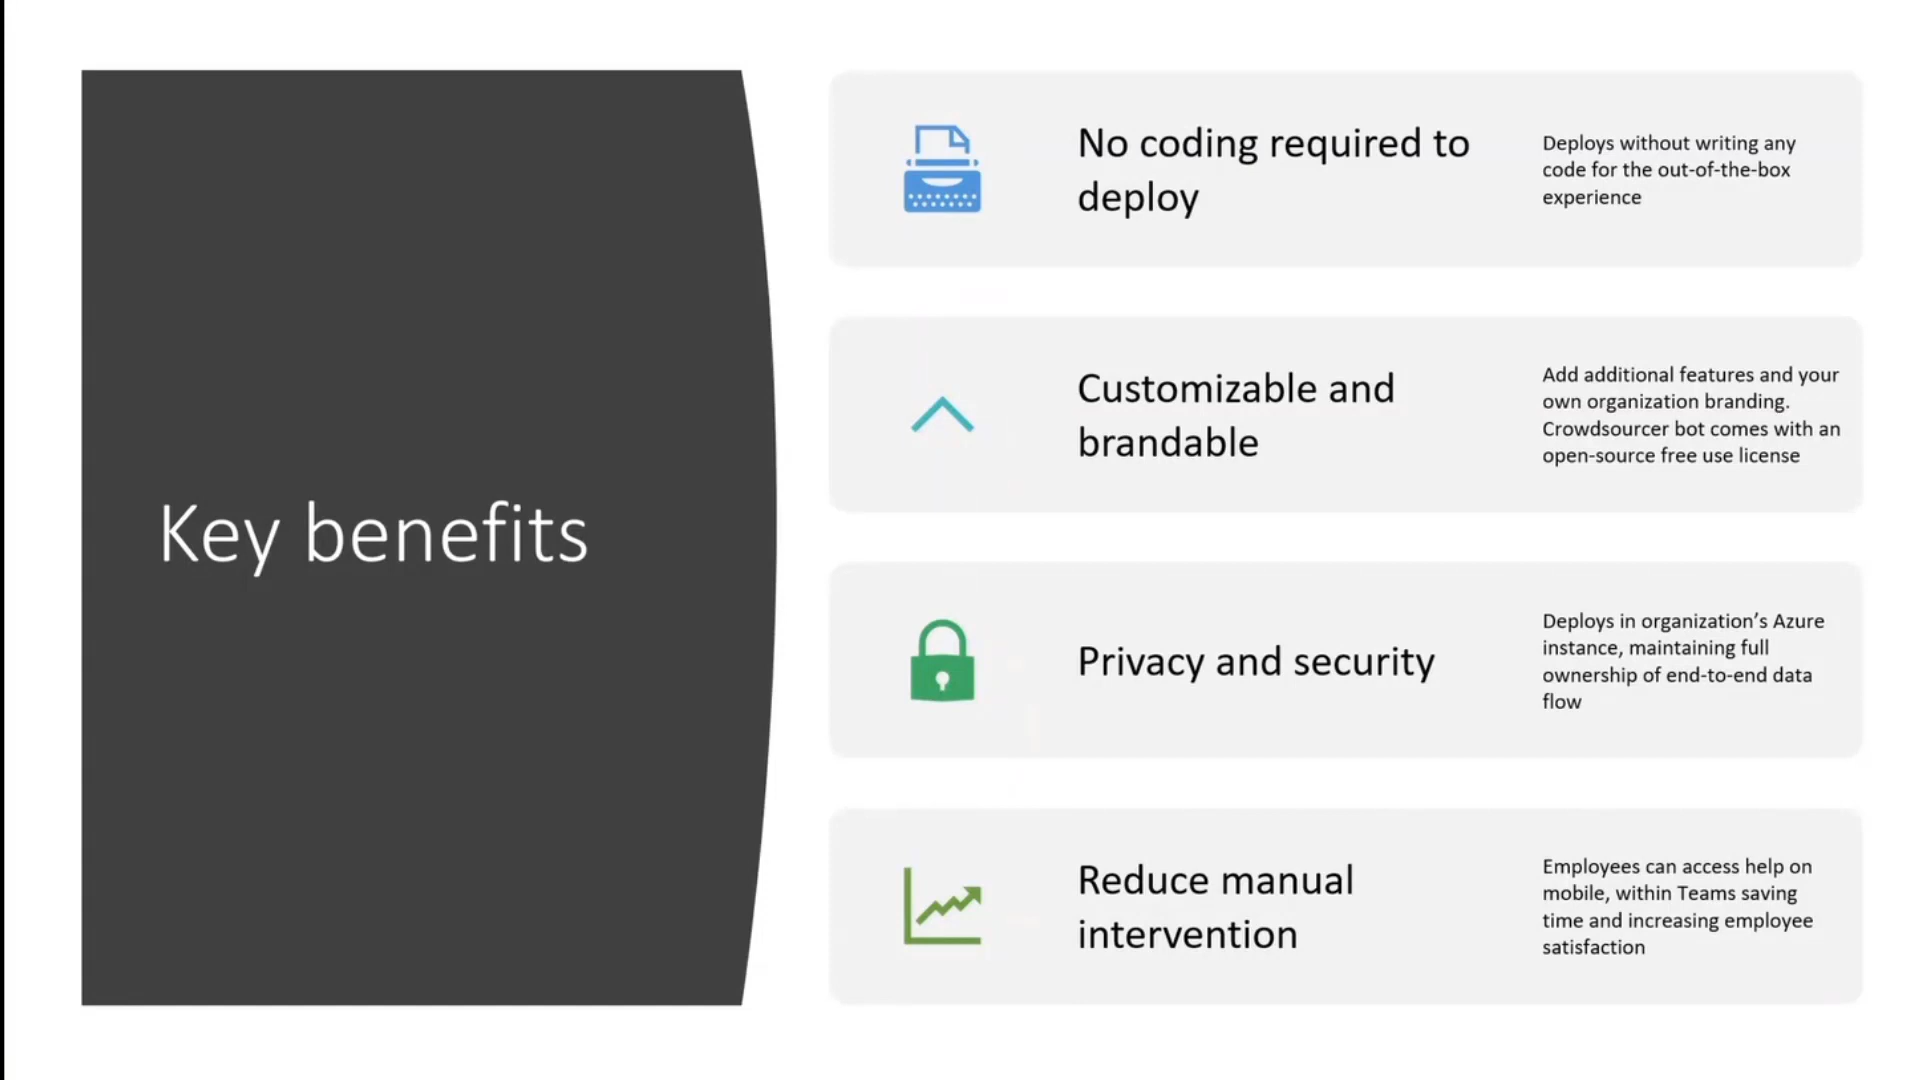 Key benefits
No coding required to
deploy
Deploys without writing any
code for the out-of-the-box
experience
Customizable and
brandable
Add additional features and your
own organization branding.
Crowdsourcer bot comes with an
open-source free use license
Privacy and security
Deploys in organization’s Azure
instance, maintaining full
ownership of end-to-end data
flow
Reduce manual
intervention
Employees can access help on
mobile, within Teams saving
time and increasing employee
satisfaction